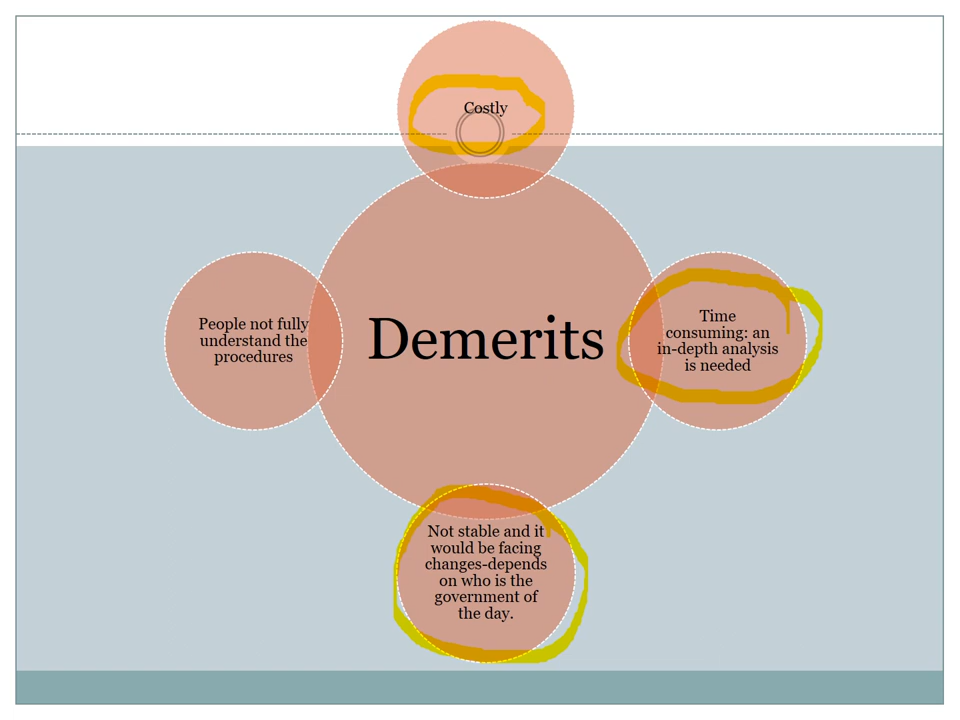 Costly
People not fully
understand the
procedures
Demerits
Time
consuming: an
in-depth analysis
is needed
Not stable and it
would be facing
changes-depends
on who is the
government of
the day.